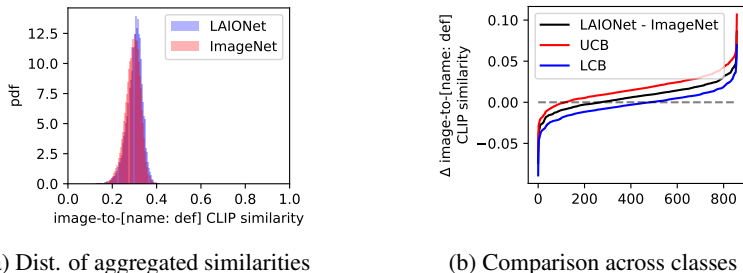 12.5
10.0
7.5
5.0
2.5
0.0
pdf
LAIONet
ImageNet
0.0 0.2 0.4 0.6 0.8 1.0
image-to-[name: def] CLIP similarity
) Dist. of aggregated similarities
0.10
0.05
0.00
−0.05
Δ image-to-[name: def]
CLIP similarity
LAIONet - ImageNet
UCB
LCB
0 200 400 600 800
(b) Comparison across classes